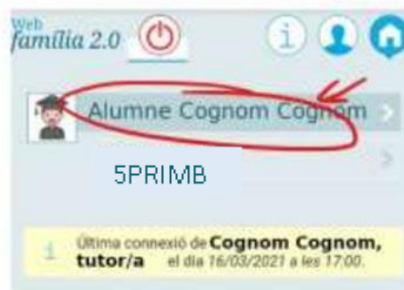 Web
família 2.0
i
Alumne Cognom Cognom
5PRIMB
i Última connexió de Cognom Cognom,
tutor/a el dia 16/03/2021 a les 17:00.